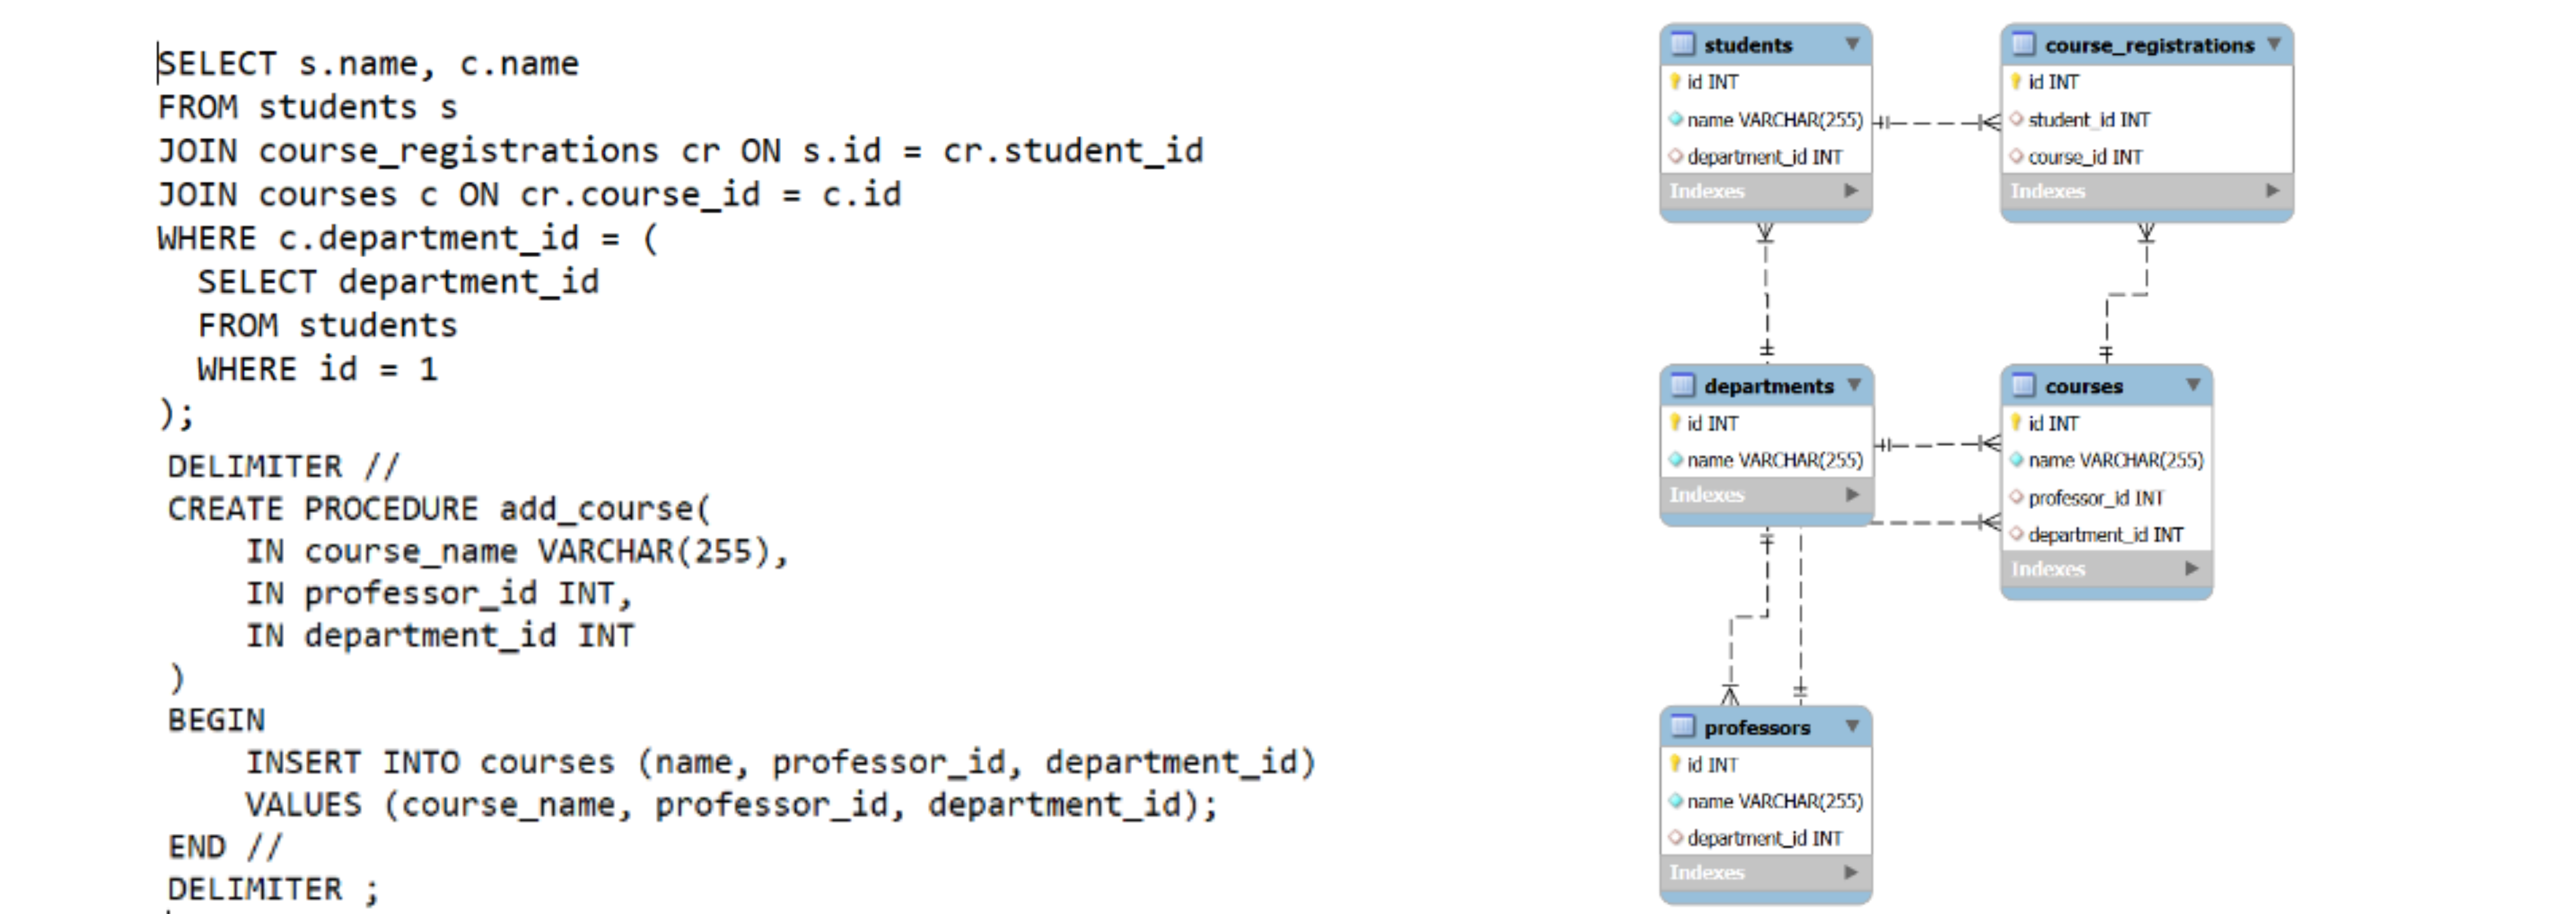 SELECT s.name, c.name
FROM students s
JOIN course_registrations cr ON s.id = cr.student_id
JOIN courses c ON cr.course_id = c.id
WHERE c.department_id = (
  SELECT department_id
  FROM students
  WHERE id = 1
);
DELIMITER //
CREATE PROCEDURE add_course(
    IN course_name VARCHAR(255),
    IN professor_id INT,
    IN department_id INT
)
BEGIN
    INSERT INTO courses (name, professor_id, department_id)
    VALUES (course_name, professor_id, department_id);
END //
DELIMITER ;
students
id INT
name VARCHAR(255)
department_id INT
Indexes
course_registrations
id INT
student_id INT
course_id INT
Indexes
departments
id INT
name VARCHAR(255)
Indexes
courses
id INT
name VARCHAR(255)
professor_id INT
department_id INT
Indexes
professors
id INT
name VARCHAR(255)
department_id INT
Indexes